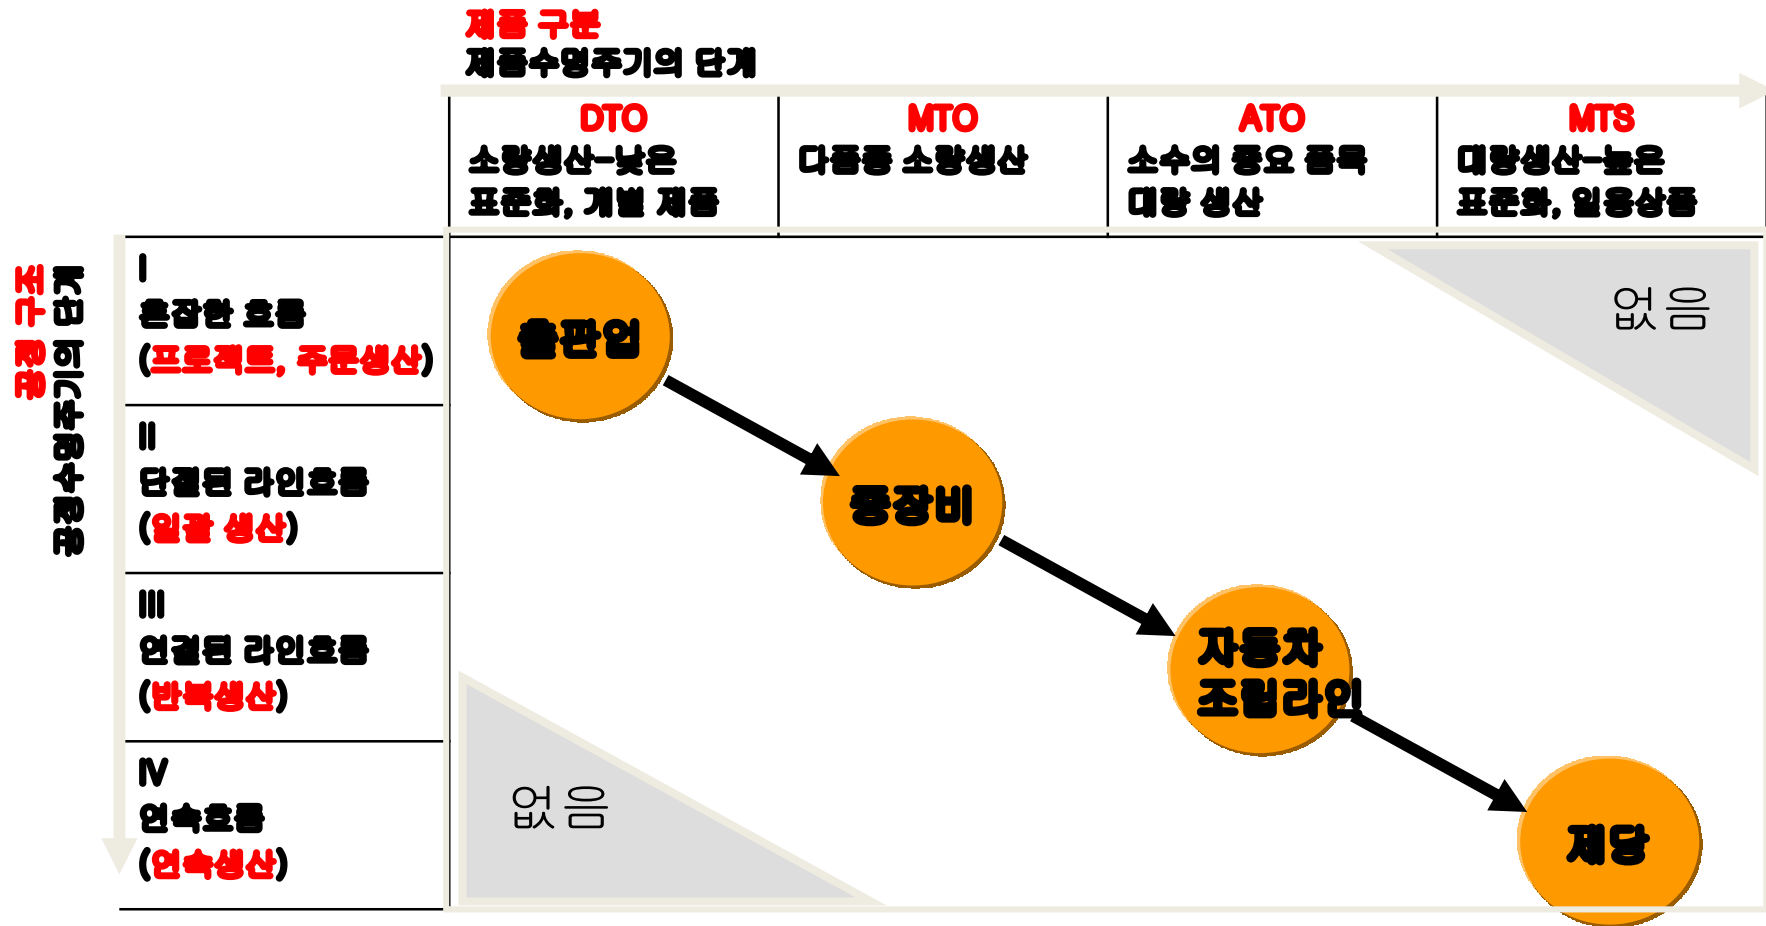 제품 구분
제품수명주기의 단계
DTO
소량생산-낮은
표준화, 개별 제품
MTO
다품종 소량생산
ATO
소수의 중요 품목
대량 생산
MTS
대량생산-높은
표준화, 일용상품
공정 구조
공정수명주기의 단계
I
혼잡한 흐름
(프로젝트, 주문생산)
II
단결된 라인흐름
(일괄 생산)
III
연결된 라인흐름
(반복생산)
IV
연속흐름
(연속생산)
출판업
중장비
자동차
조립라인
제당
없음
없음